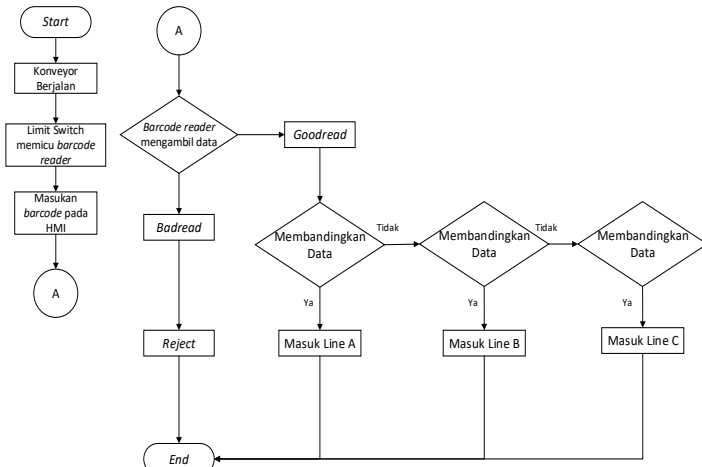 Start
Konveyor
Berjalan
Limit Switch
memicu barcode
reader
Masukan
barcode pada
HMI
A
A
Barcode reader
mengambil data
Goodread
Badread
Reject
Membandingkan
Data
Tidak
Membandingkan
Data
Tidak
Membandingkan
Data
Ya
Ya
Ya
Masuk Line A
Masuk Line B
Masuk Line C
End